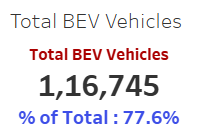 Total BEV Vehicles
Total BEV Vehicles
1,16,745
% of Total : 77.6%